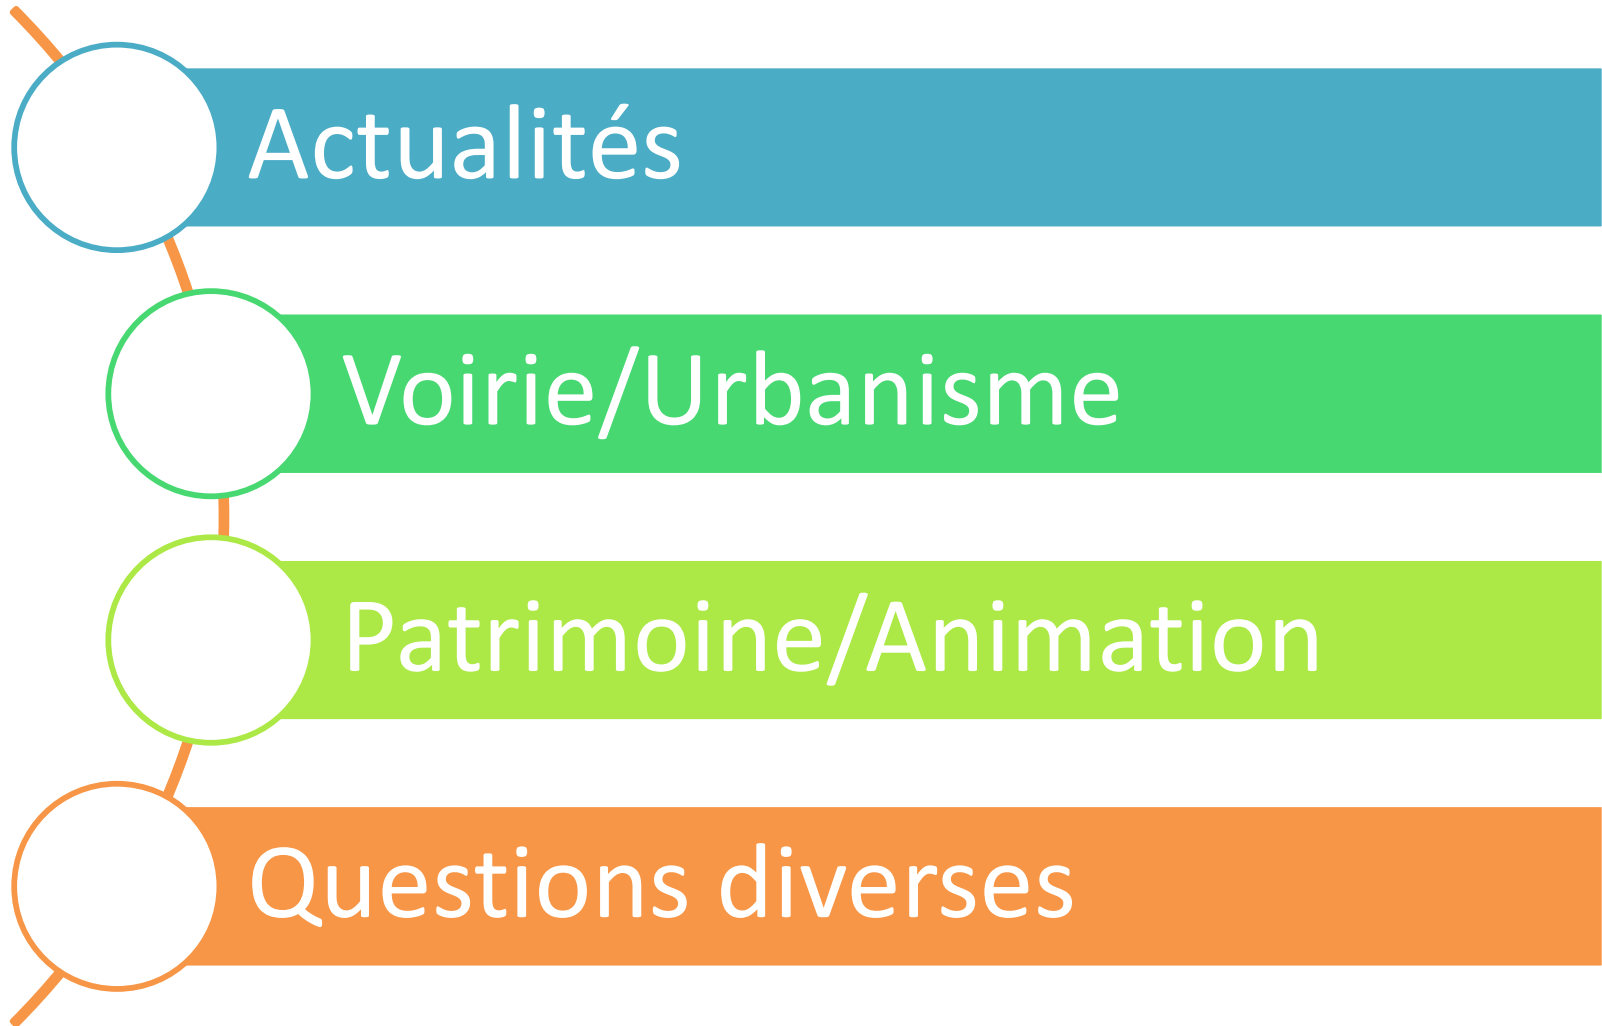 Actualités
Voirie/Urbanisme
Patrimoine/Animation
Questions diverses